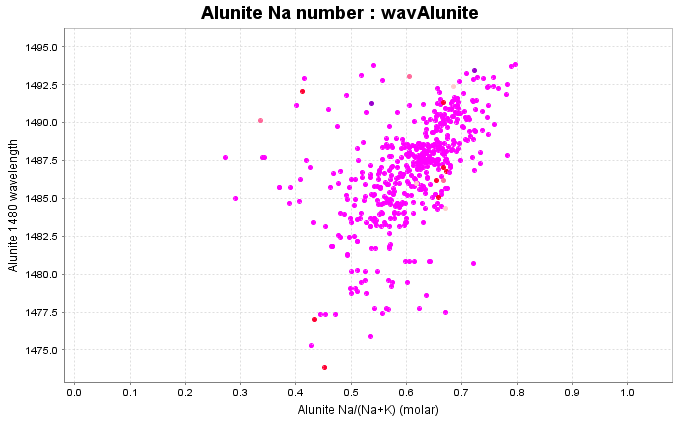 Alunite Na number : wavAlunite
Alunite 1480 wavelength
1495.0
1492.5
1490.0
1487.5
1485.0
1482.5
1480.0
1477.5
1475.0
0.0 0.1 0.2 0.3 0.4 0.5 0.6 0.7 0.8 0.9 1.0
Alunite Na/(Na+K) (molar)